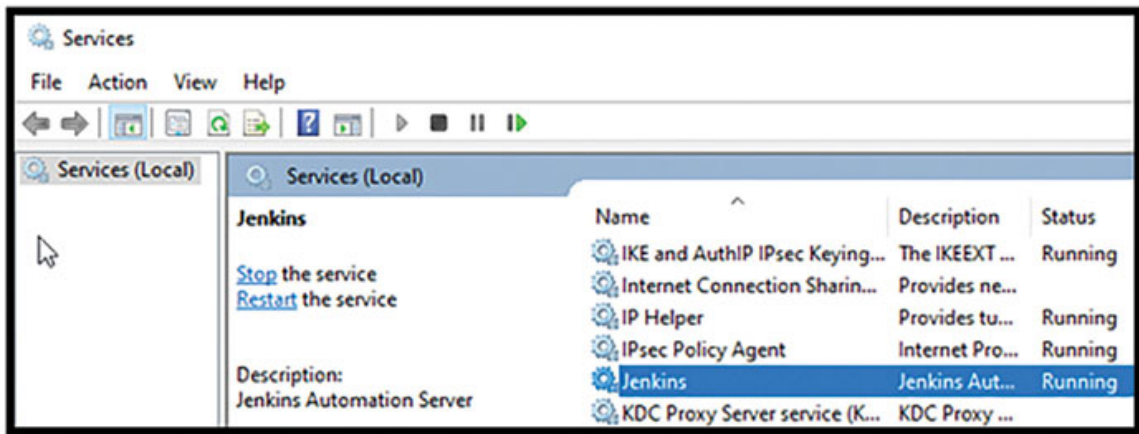 Services
File Action View Help
Services (Local)
Services (Local)
Jenkins
Stop the service
Restart the service
Description:
Jenkins Automation Server
Name Description Status
IKE and AuthIP IPsec Keying... The IKEEXT ... Running
Internet Connection Sharin... Provides ne...
IP Helper Provides tu... Running
IPsec Policy Agent Internet Pro... Running
Jenkins Jenkins Aut... Running
KDC Proxy Server service (K... KDC Proxy ...